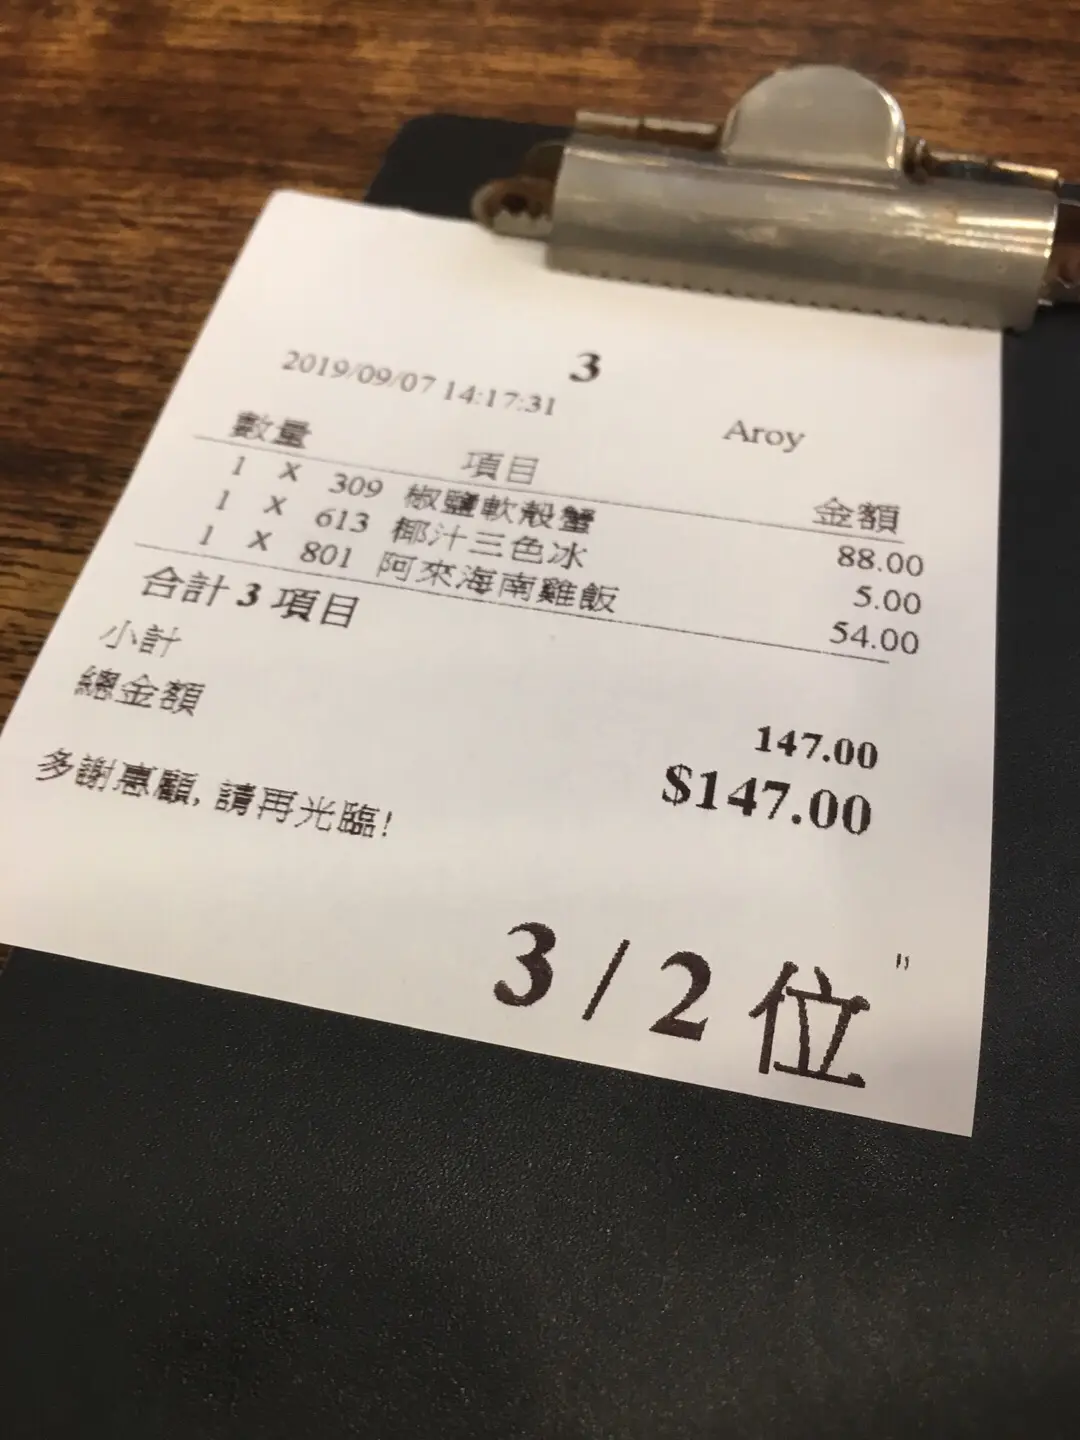 3
2019/09/07 14:17:31
Aroy
數量 項目 金額
1 X 309 椒鹽軟殼蟹 88.00
1 X 613 椰汁三色冰 5.00
1 X 801 阿來海南雞飯 54.00
合計 3 項目
小計 147.00
總金額 $147.00
多謝惠顧, 請再光臨!
3 / 2 位 "